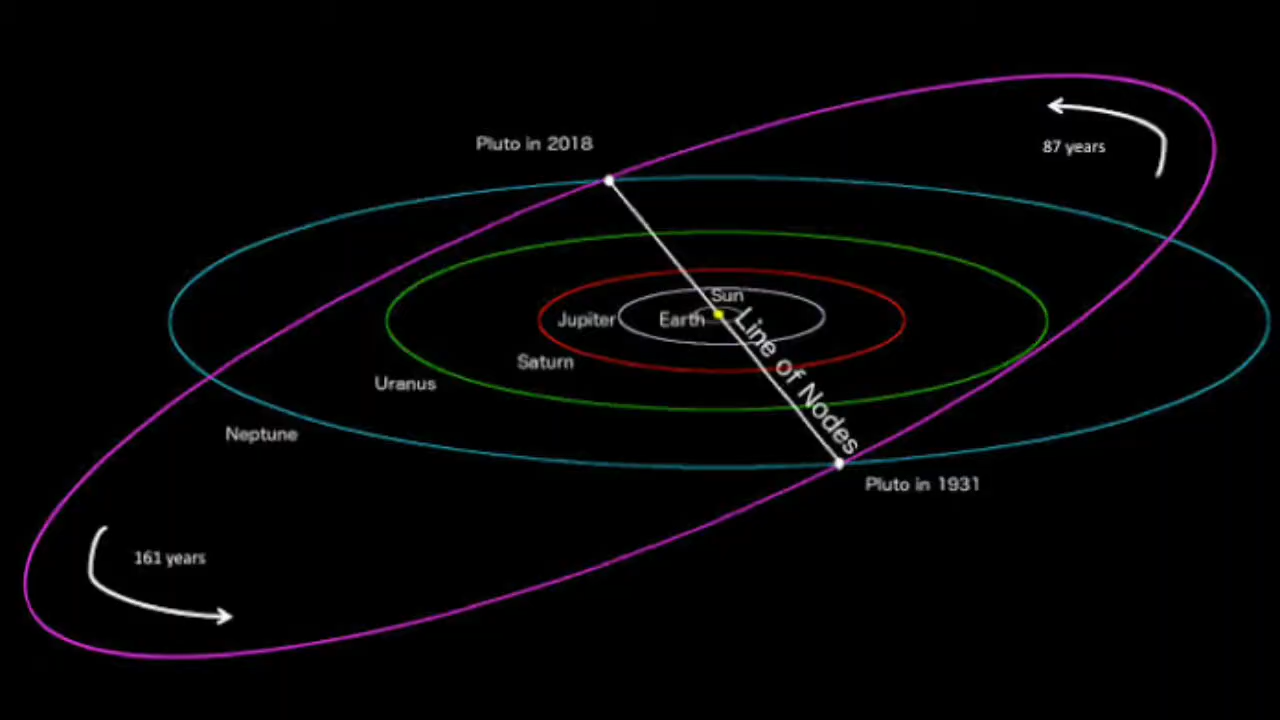 87 years
Pluto in 2018
Sun
Jupiter
Earth
Line of Nodes
Saturn
Uranus
Neptune
Pluto in 1931
161 years